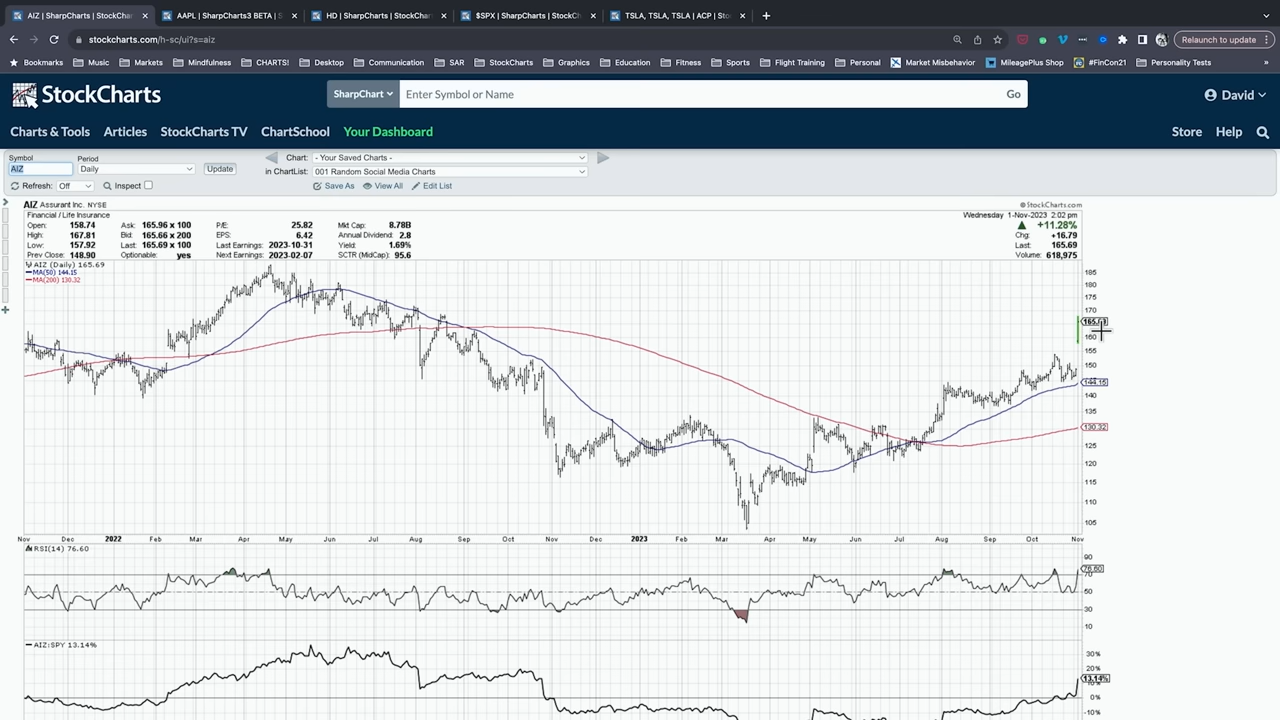 AIZ | SharpCharts | StockCh...
AAPL | SharpCharts3 BETA | S
HD | SharpCharts | StockChart
$SPX | SharpCharts | StockCh
TSLA, TSLA, TSLA | ACP | Sto
stockcharts.com/h-sc/ui?s=aiz
Relaunch to update
Bookmarks Music Markets Mindfulness CHARTS! Desktop Communication SAR StockCharts Graphics Education Fitness Sports Flight Training Personal Market Misbehavior MileagePlus Shop #FinCon21 Personality Tests »
StockCharts
SharpChart Enter Symbol or Name Go
David
Charts & Tools Articles StockCharts TV ChartSchool Your Dashboard Store Help
Symbol Period
AIZ Daily Update
Chart: - Your Saved Charts -
in ChartList: 001 Random Social Media Charts
Refresh: Off Inspect
Save As View All Edit List
AIZ Assurant Inc. NYSE © StockCharts.com
Financial / Life Insurance Wednesday 1-Nov-2023 2:02 pm
Open: 158.74 Ask: 165.96 x 100 P/E: 25.82 Mkt Cap: 8.78B +11.28%
High: 167.81 Bid: 165.66 x 200 EPS: 6.42 Annual Dividend: 2.8 Chg: +16.79
Low: 157.92 Last: 165.69 x 100 Last Earnings: 2023-10-31 Yield: 1.69% Last: 165.69
Prev Close: 148.90 Optionable: yes Next Earnings: 2023-02-07 SCTR (MidCap): 95.6 Volume: 618,975
AIZ (Daily) 165.69
MA(50) 144.15
MA(200) 130.32
185
180
175
170
160
155
150
144.15
140
135
130.32
125
120
115
110
105
Nov Dec 2022 Feb Mar Apr May Jun Jul Aug Sep Oct Nov Dec 2023 Feb Mar Apr May Jun Jul Aug Sep Oct Nov
RSI(14) 76.60
90
76.60
70
50
30
10
AIZ:SPY 13.14%
30%
20%
13.14%
10%
0%
-10%